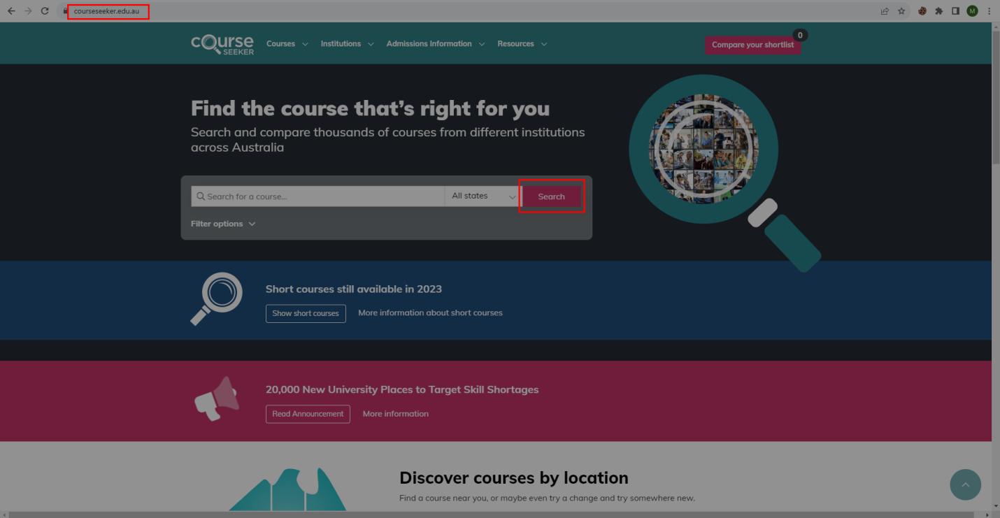 courseseeker.edu.au
M
cOurse SEEKER
Courses
Institutions
Admissions Information
Resources
Compare your shortlist
0
Find the course that's right for you
Search and compare thousands of courses from different institutions
across Australia
Search for a course...
All states
Search
Filter options
Short courses still available in 2023
Show short courses
More information about short courses
20,000 New University Places to Target Skill Shortages
Read Announcement
More information
Discover courses by location
Find a course near you, or maybe even try a change and try somewhere new.